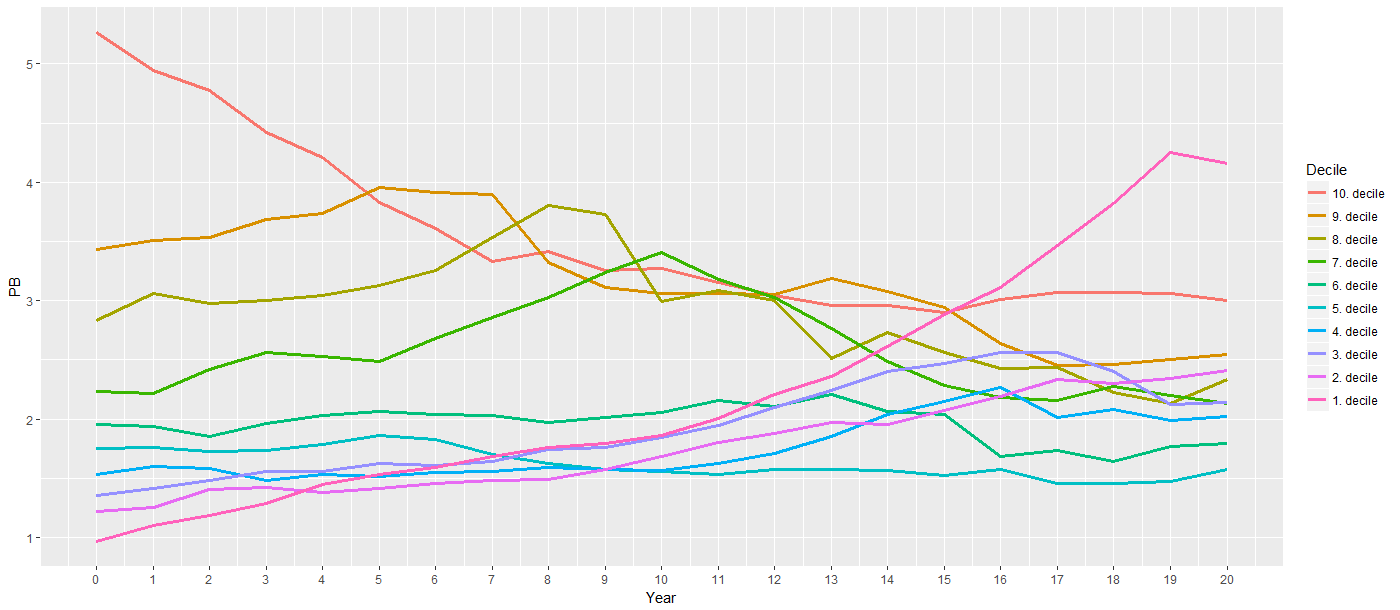 PB
5
4
3
2
1
0 1 2 3 4 5 6 7 8 9 10 11 12 13 14 15 16 17 18 19 20
Year
Decile
10. decile
9. decile
8. decile
7. decile
6. decile
5. decile
4. decile
3. decile
2. decile
1. decile